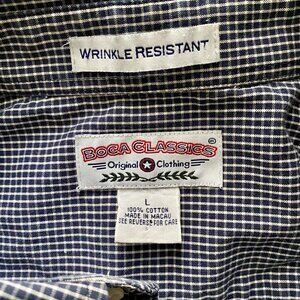 WRINKLE RESISTANT
BOCA CLASSICS
Original Clothing
L
100% COTTON
MADE IN MACAU
SEE REVERSE FOR CARE